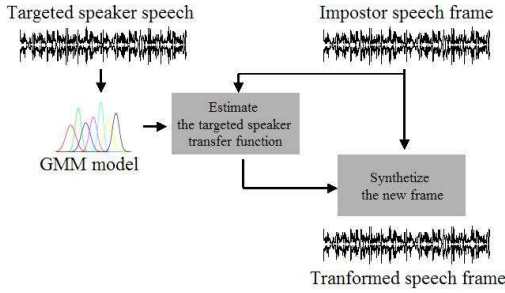 Targeted speaker speech
Impostor speech frame
Estimate
the targeted speaker
transfer function
GMM model
Synthetize
the new frame
Tranformed speech frame